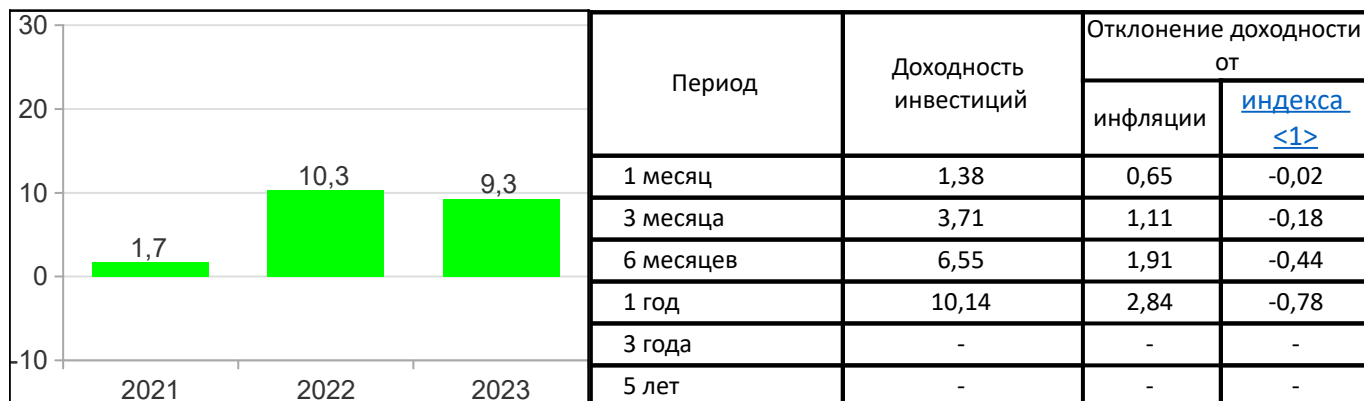 30
20
10
0
-10
1,7
10,3
9,3
2021 2022 2023
Период
Доходность
инвестиций
Отклонение доходности
от
инфляции
индекса
<1>
1 месяц 1,38 0,65 -0,02
3 месяца 3,71 1,11 -0,18
6 месяцев 6,55 1,91 -0,44
1 год 10,14 2,84 -0,78
3 года - - -
5 лет - - -